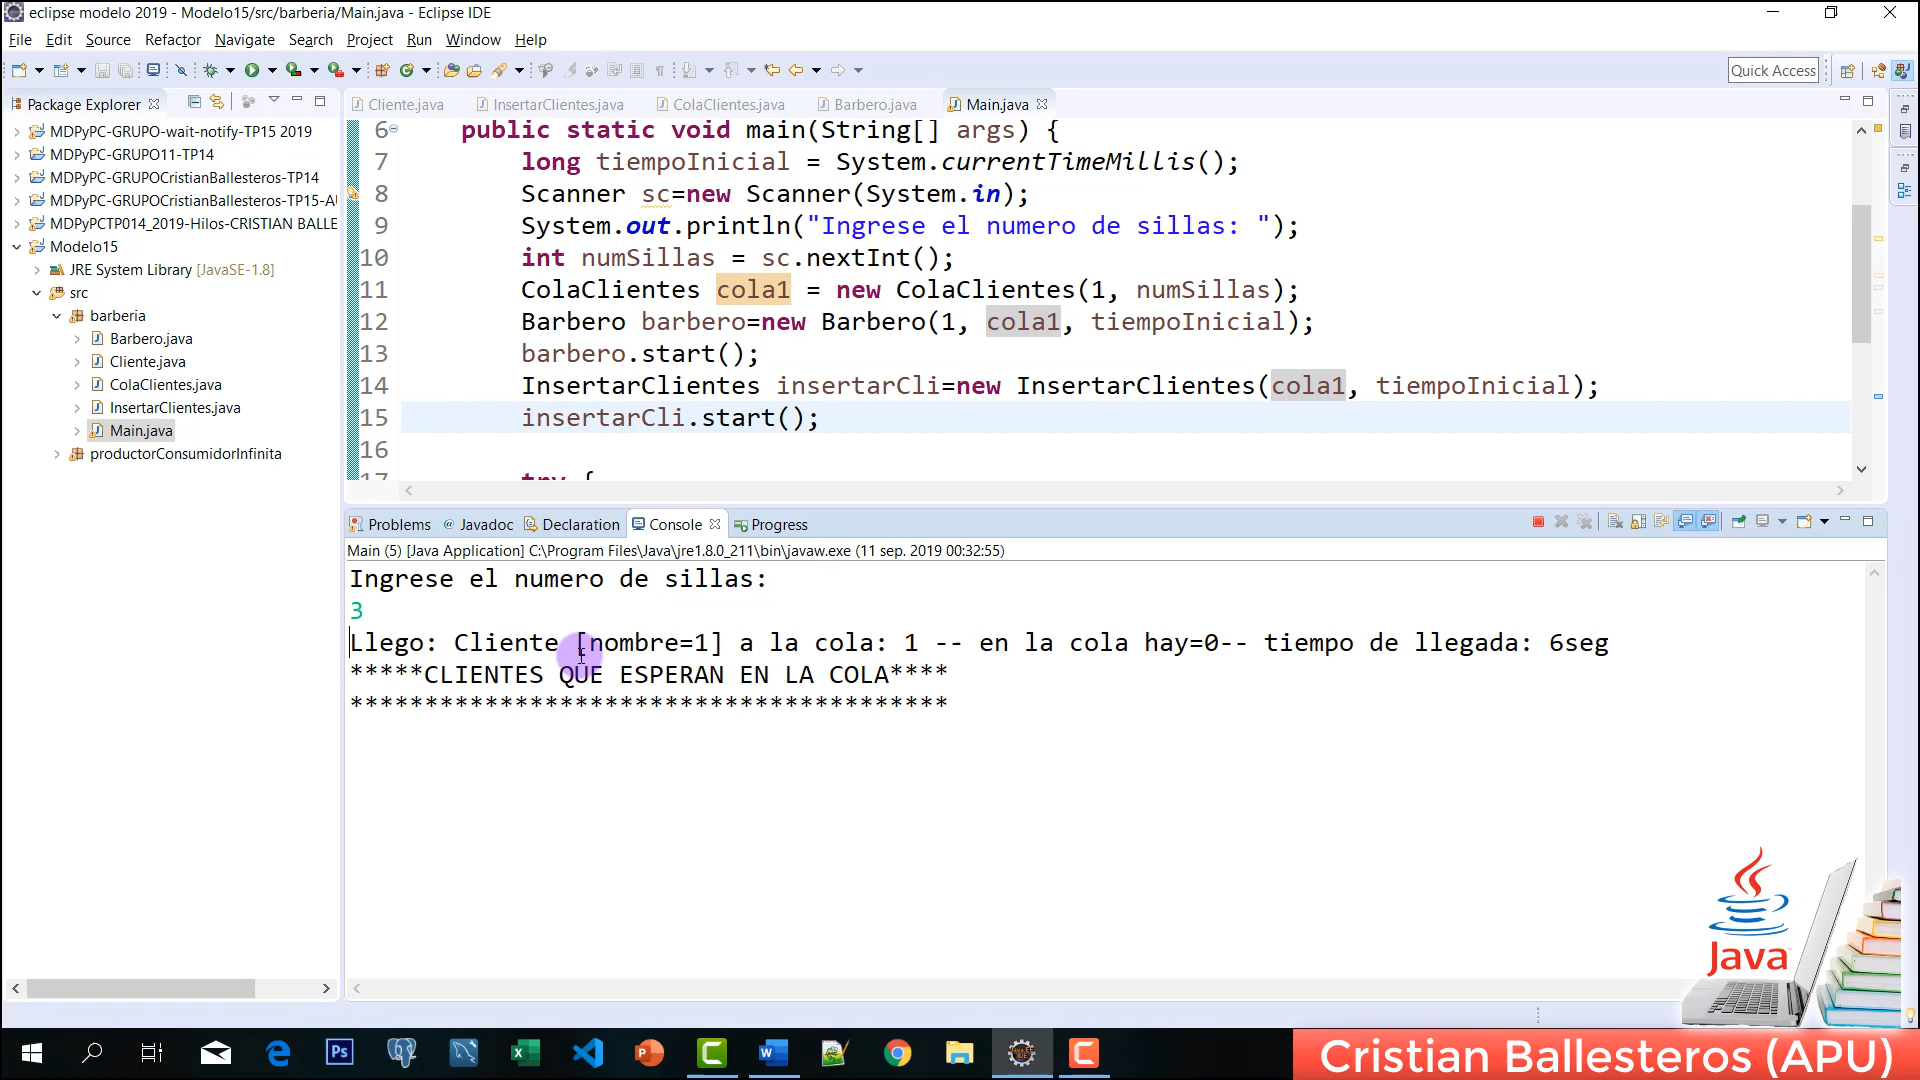 eclipse modelo 2019 - Modelo15/src/barberia/Main.java - Eclipse IDE
File Edit Source Refactor Navigate Search Project Run Window Help
Quick Access
Package Explorer
MDPyPC-GRUPO-wait-notify-TP15 2019
MDPyPC-GRUPO11-TP14
MDPyPC-GRUPOCristianBallesteros-TP14
MDPyPC-GRUPOCristianBallesteros-TP15-AU
MDPyPCTP014_2019-Hilos-CRISTIAN BALLE
Modelo15
JRE System Library [JavaSE-1.8]
src
barberia
Barbero.java
Cliente.java
ColaClientes.java
InsertarClientes.java
Main.java
productorConsumidorInfinita
Cliente.java InsertarClientes.java ColaClientes.java Barbero.java Main.java
6 public static void main(String[] args) {
7 long tiempoInicial = System.currentTimeMillis();
8 Scanner sc=new Scanner(System.in);
9 System.out.println("Ingrese el numero de sillas: ");
10 int numSillas = sc.nextInt();
11 ColaClientes cola1 = new ColaClientes(1, numSillas);
12 Barbero barbero=new Barbero(1, cola1, tiempoInicial);
13 barbero.start();
14 InsertarClientes insertarCli=new InsertarClientes(cola1, tiempoInicial);
15 insertarCli.start();
16
17 try {
Problems @ Javadoc Declaration Console Progress
Main (5) [Java Application] C:\Program Files\Java\jre1.8.0_211\bin\javaw.exe (11 sep. 2019 00:32:55)
Ingrese el numero de sillas:
3
Llego: Cliente [nombre=1] a la cola: 1 -- en la cola hay=0-- tiempo de llegada: 6seg
*****CLIENTES QUE ESPERAN EN LA COLA****
****************************************
Java
Ps
Cristian Ballesteros (APU)